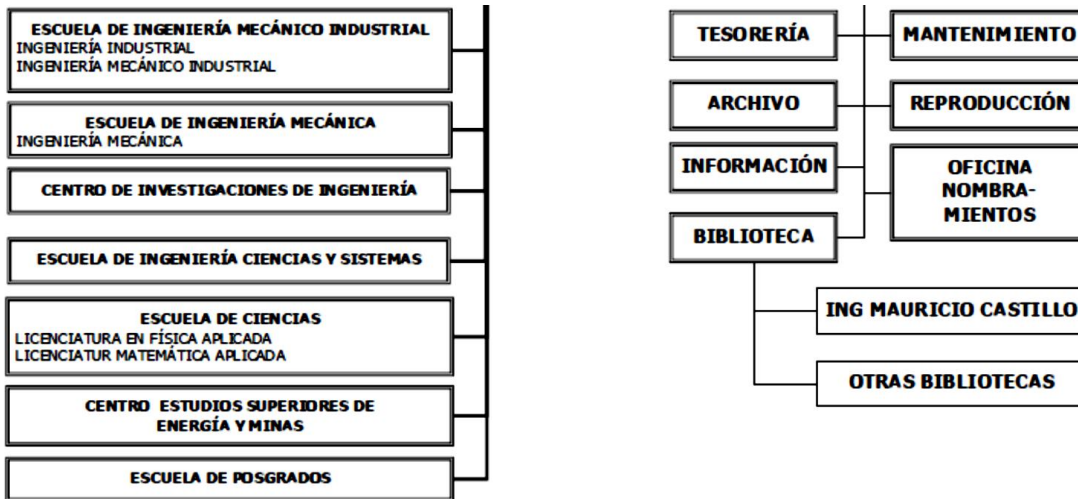 ESCUELA DE INGENIERÍA MECÁNICO INDUSTRIAL
INGENIERÍA INDUSTRIAL
INGENIERÍA MECÁNICO INDUSTRIAL
ESCUELA DE INGENIERÍA MECÁNICA
INGENIERÍA MECÁNICA
CENTRO DE INVESTIGACIONES DE INGENIERÍA
ESCUELA DE INGENIERÍA CIENCIAS Y SISTEMAS
ESCUELA DE CIENCIAS
LICENCIATURA EN FÍSICA APLICADA
LICENCIATUR MATEMÁTICA APLICADA
CENTRO ESTUDIOS SUPERIORES DE
ENERGÍA Y MINAS
ESCUELA DE POSGRADOS
TESORERÍA
MANTENIMIENTO
ARCHIVO
REPRODUCCIÓN
INFORMACIÓN
OFICINA
NOMBRA-
MIENTOS
BIBLIOTECA
ING MAURICIO CASTILLO
OTRAS BIBLIOTECAS